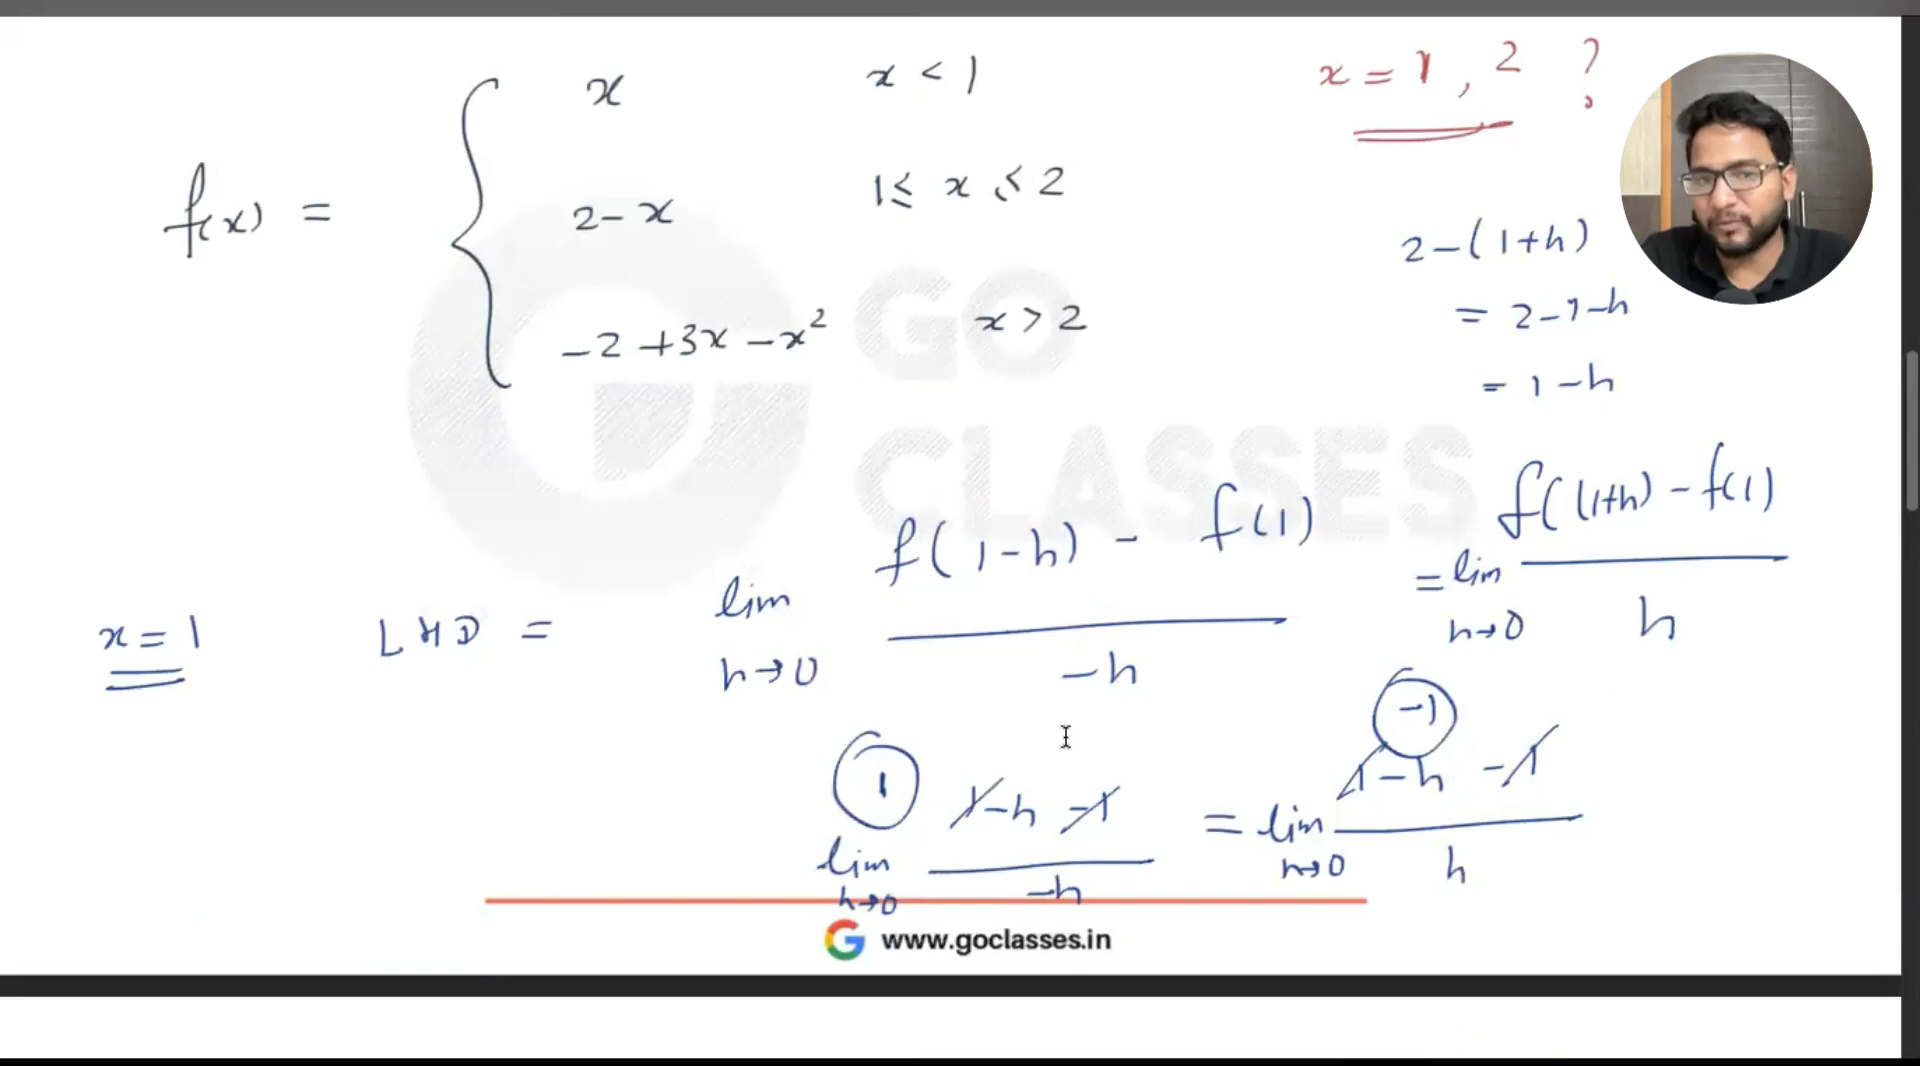 x x < 1 x = 1 , 2 ?
f(x) = 2 - x 1 ≤ x ≤ 2
2 - (1 + h)
= 2 - 1 - h
-2 + 3x - x² x > 2
= 1 - h
GO
CLASSES
x = 1 LHD = lim h→0 f(1-h) - f(1) / -h = lim h→0 f((1+h) - f(1) / h
1 lim h→0 1 - h - 1 / -h = lim h→0 1 - h - 1 / h -1
www.goclasses.in